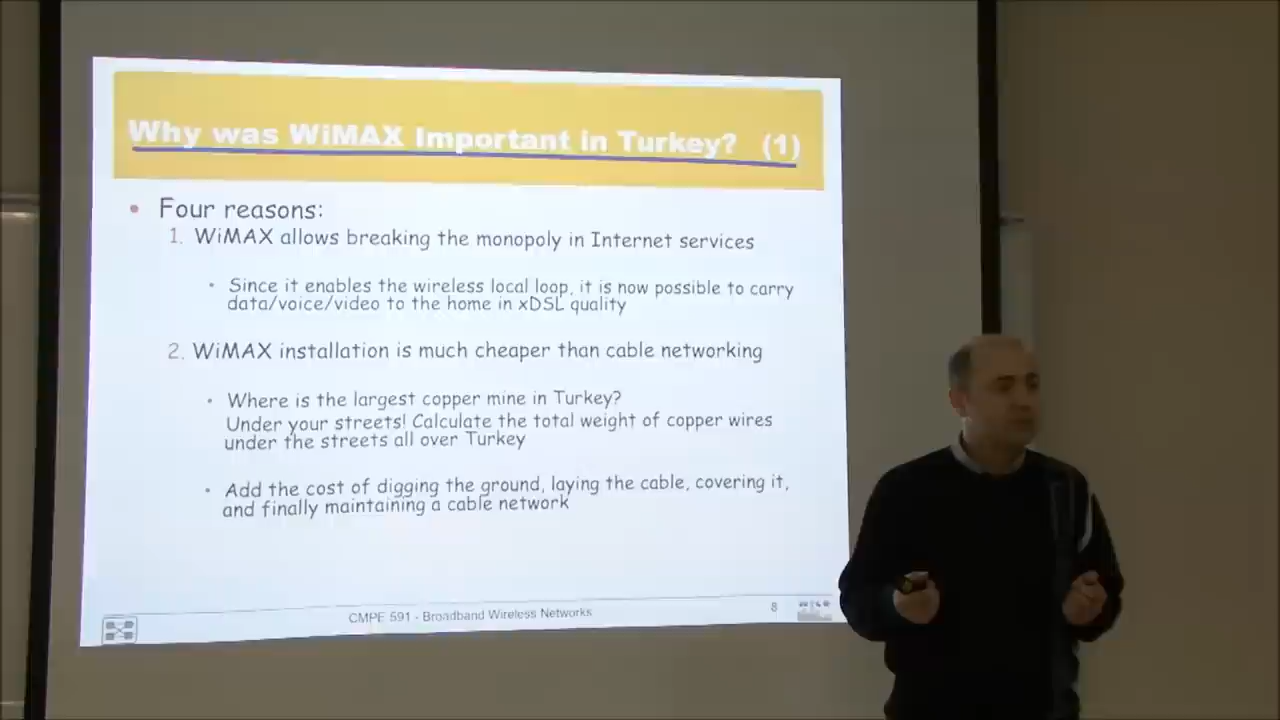 Why was WiMAX Important in Turkey? (1)
• Four reasons:
1. WiMAX allows breaking the monopoly in Internet services
• Since it enables the wireless local loop, it is now possible to carry
data/voice/video to the home in xDSL quality
2. WiMAX installation is much cheaper than cable networking
• Where is the largest copper mine in Turkey?
Under your streets! Calculate the total weight of copper wires
under the streets all over Turkey
• Add the cost of digging the ground, laying the cable, covering it,
and finally maintaining a cable network
CMPE 591 - Broadband Wireless Networks
8